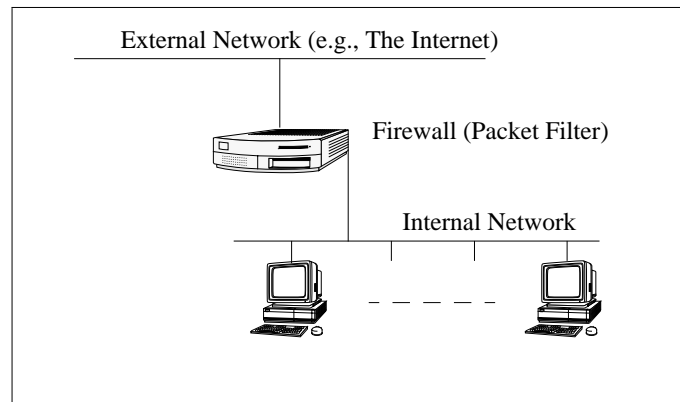 External Network (e.g., The Internet)
Firewall (Packet Filter)
Internal Network